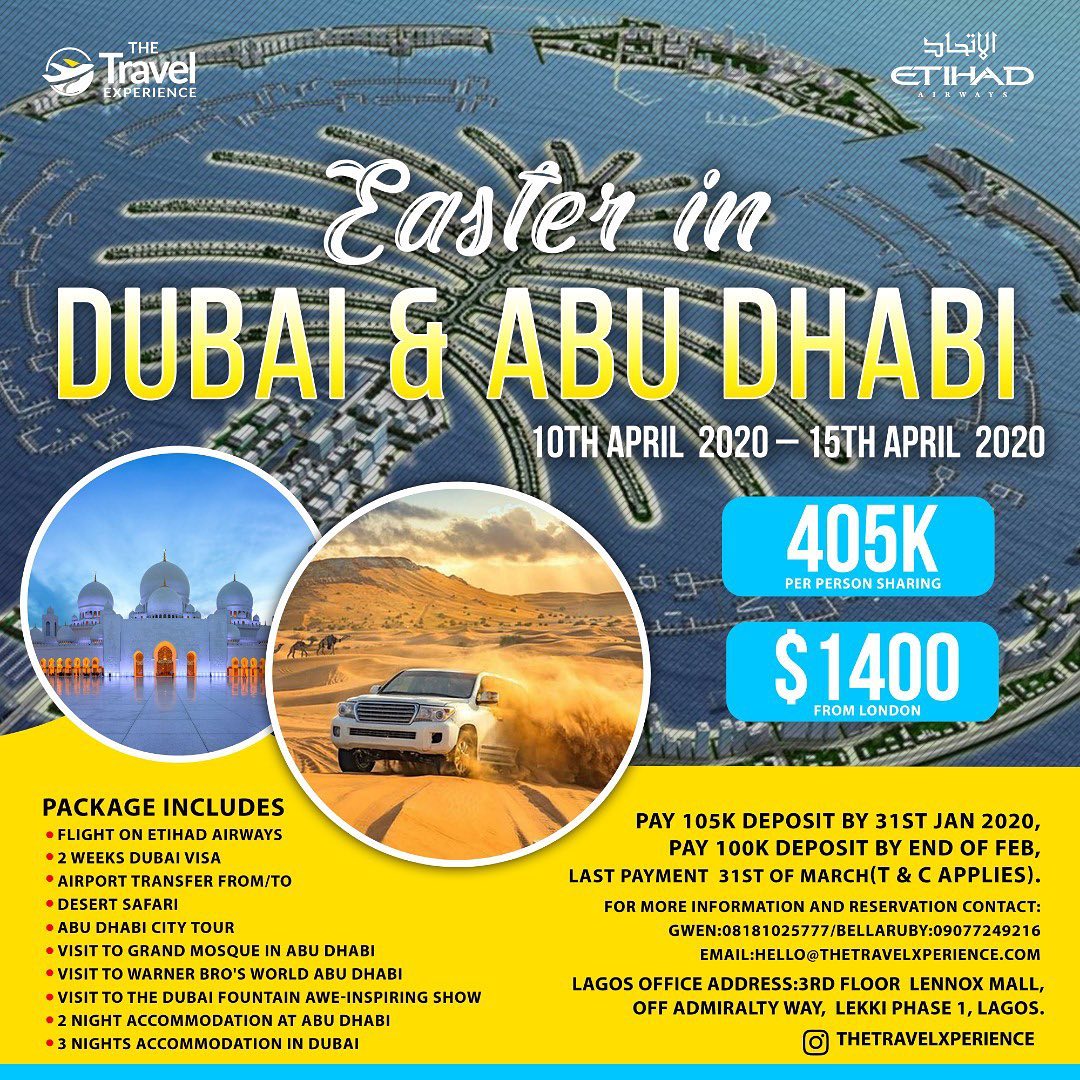 THE
Travel
EXPERIENCE
الإتحاد
ETIHAD
AIRWAYS
Easter in
DUBAI & ABU DHABI
10TH APRIL 2020 – 15TH APRIL 2020
405K
PER PERSON SHARING
$1400
FROM LONDON
PACKAGE INCLUDES
• FLIGHT ON ETIHAD AIRWAYS
• 2 WEEKS DUBAI VISA
• AIRPORT TRANSFER FROM/TO
• DESERT SAFARI
• ABU DHABI CITY TOUR
• VISIT TO GRAND MOSQUE IN ABU DHABI
• VISIT TO WARNER BRO'S WORLD ABU DHABI
• VISIT TO THE DUBAI FOUNTAIN AWE-INSPIRING SHOW
• 2 NIGHT ACCOMMODATION AT ABU DHABI
• 3 NIGHTS ACCOMMODATION IN DUBAI
PAY 105K DEPOSIT BY 31ST JAN 2020,
PAY 100K DEPOSIT BY END OF FEB,
LAST PAYMENT 31ST OF MARCH(T & C APPLIES).
FOR MORE INFORMATION AND RESERVATION CONTACT:
GWEN:08181025777/BELLARUBY:09077249216
EMAIL:HELLO@THETRAVELXPERIENCE.COM
LAGOS OFFICE ADDRESS:3RD FLOOR LENNOX MALL,
OFF ADMIRALTY WAY, LEKKI PHASE 1, LAGOS.
THETRAVELXPERIENCE